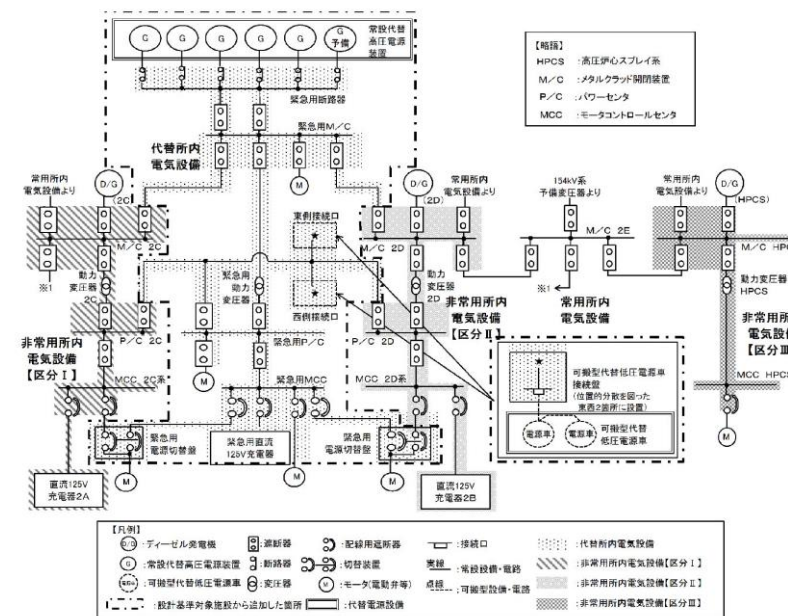 G G G G G G
予備
常設代替
高圧電源
装置
緊急用断路器
緊急用M/C
代替所内
電気設備
【略語】
HPCS :高圧炉心スプレイ系
M/C :メタルクラッド開閉装置
P/C :パワーセンタ
MCC :モータコントロールセンタ
常用所内
電気設備より
D/G
(2C)
M
D/G
(2D)
常用所内
電気設備より
154kV系
予備変圧器より
常用所内
電気設備より
D/G
(HPCS)
東側接続口
M/C 2C
M/C 2D
M/C 2E
M/C HPC
※1
動力
変圧器
2C
緊急用
動力
変圧器
西側接続口
動力
変圧器
2D
※1
常用所内
電気設備
動力変圧器
HPCS
非常用所内
電気設備
【区分Ⅱ】
非常用所
電気設
【区分Ⅲ
P/C 2C
緊急用P/C
P/C 2D
非常用所内
電気設備
【区分Ⅰ】
M
MCC 2C系
緊急用MCC
MCC 2D系
MCC HPCS
可搬型代替低圧電源車
接続盤
(位置的分散を図った
東西2箇所に設置)
電源車 電源車
可搬型代替
低圧電源車
緊急用
電源切替盤
緊急用直流
125V充電器
緊急用
電源切替盤
M
直流125V
充電器2A
M
M
M
直流125V
充電器2B
【凡例】
D/G :ディーゼル発電機
:遮断器
:配線用遮断器
:接続口
:代替所内電気設備
G :常設代替高圧電源装置
:断路器
:切替装置
実線 :常設設備・電路
:非常用所内電気設備【区分Ⅰ】
電源車 :可搬型代替低圧電源車
:変圧器
M :モータ(電動弁等)
点線 :可搬型設備・電路
:非常用所内電気設備【区分Ⅱ】
:設計基準対象施設から追加した箇所
:代替電源設備
:非常用所内電気設備【区分Ⅲ】